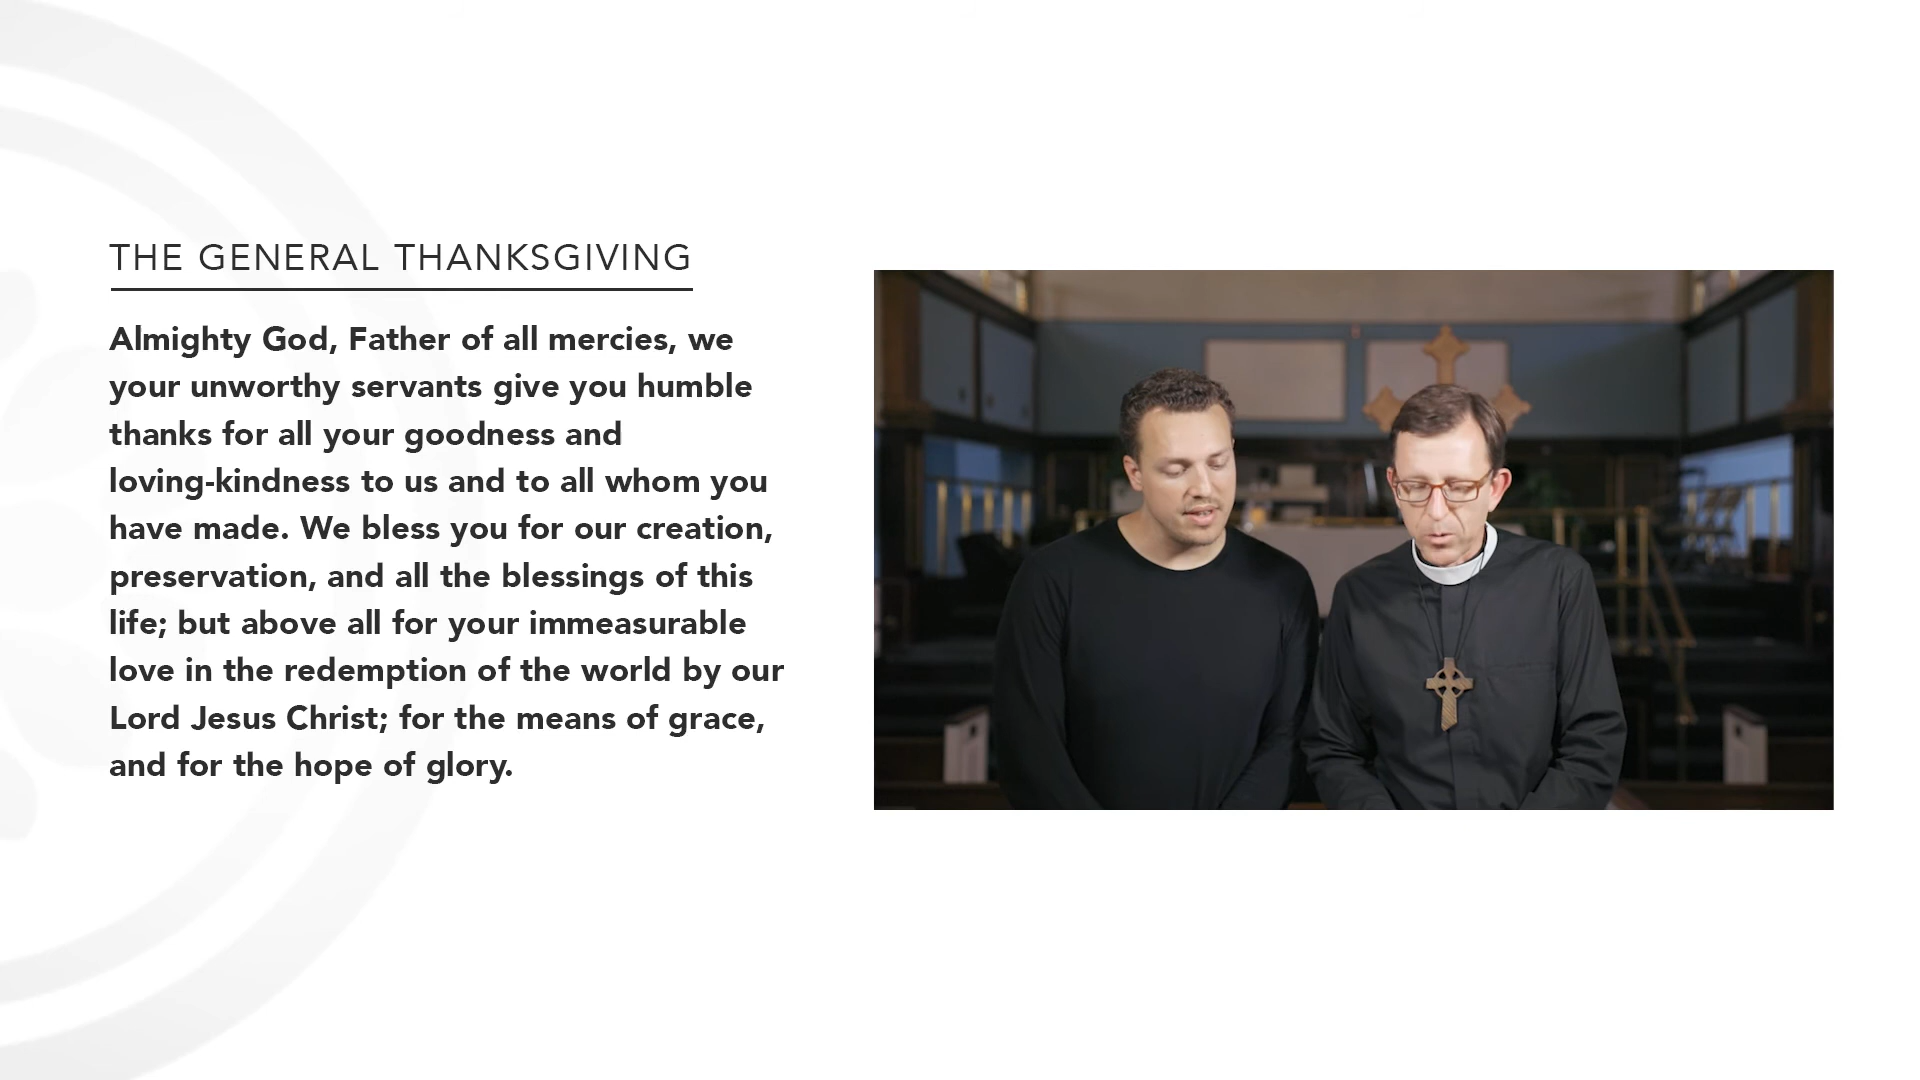 THE GENERAL THANKSGIVING
Almighty God, Father of all mercies, we
your unworthy servants give you humble
thanks for all your goodness and
loving-kindness to us and to all whom you
have made. We bless you for our creation,
preservation, and all the blessings of this
life; but above all for your immeasurable
love in the redemption of the world by our
Lord Jesus Christ; for the means of grace,
and for the hope of glory.